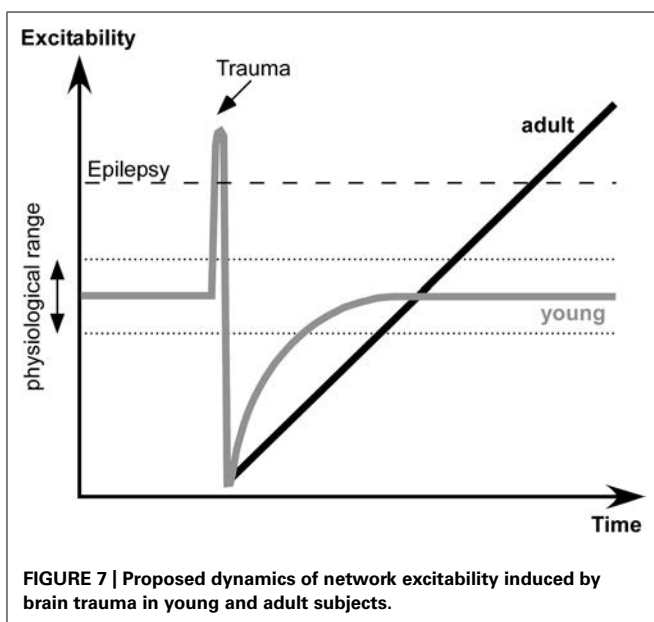 Excitability
Trauma
adult
Epilepsy
physiological range
young
Time
FIGURE 7 | Proposed dynamics of network excitability induced by
brain trauma in young and adult subjects.